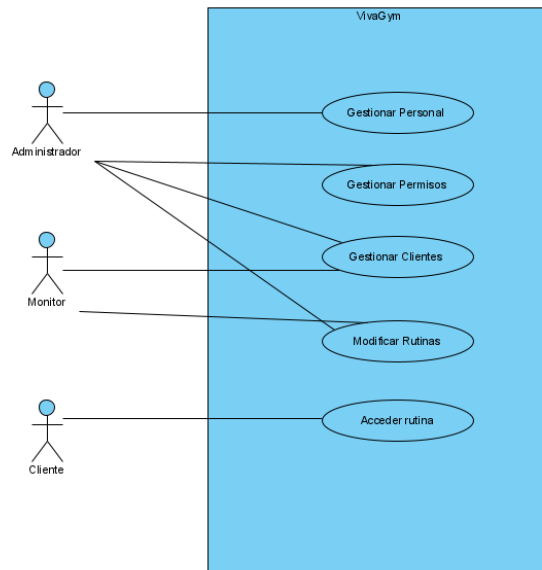 VivaGym
Gestionar Personal
Administrador
Gestionar Permisos
Gestionar Clientes
Monitor
Modificar Rutinas
Acceder rutina
Cliente